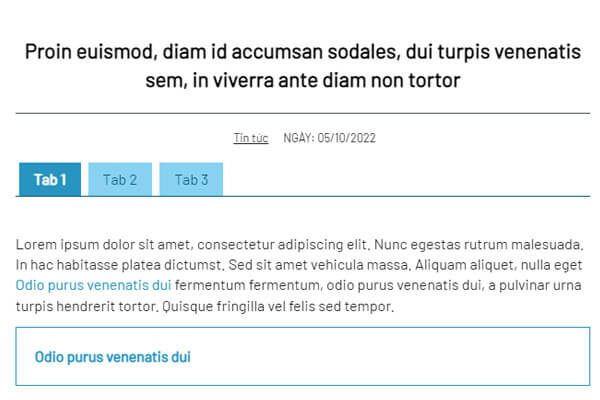 Proin euismod, diam id accumsan sodales, dui turpis venenatis
sem, in viverra ante diam non tortor
Tin tức NGÀY: 05/10/2022
Tab 1 Tab 2 Tab 3
Lorem ipsum dolor sit amet, consectetur adipiscing elit. Nunc egestas rutrum malesuada.
In hac habitasse platea dictumst. Sed sit amet vehicula massa. Aliquam aliquet, nulla eget
Odio purus venenatis dui fermentum fermentum, odio purus venenatis dui, a pulvinar urna
turpis hendrerit tortor. Quisque fringilla vel felis sed tempor.
Odio purus venenatis dui